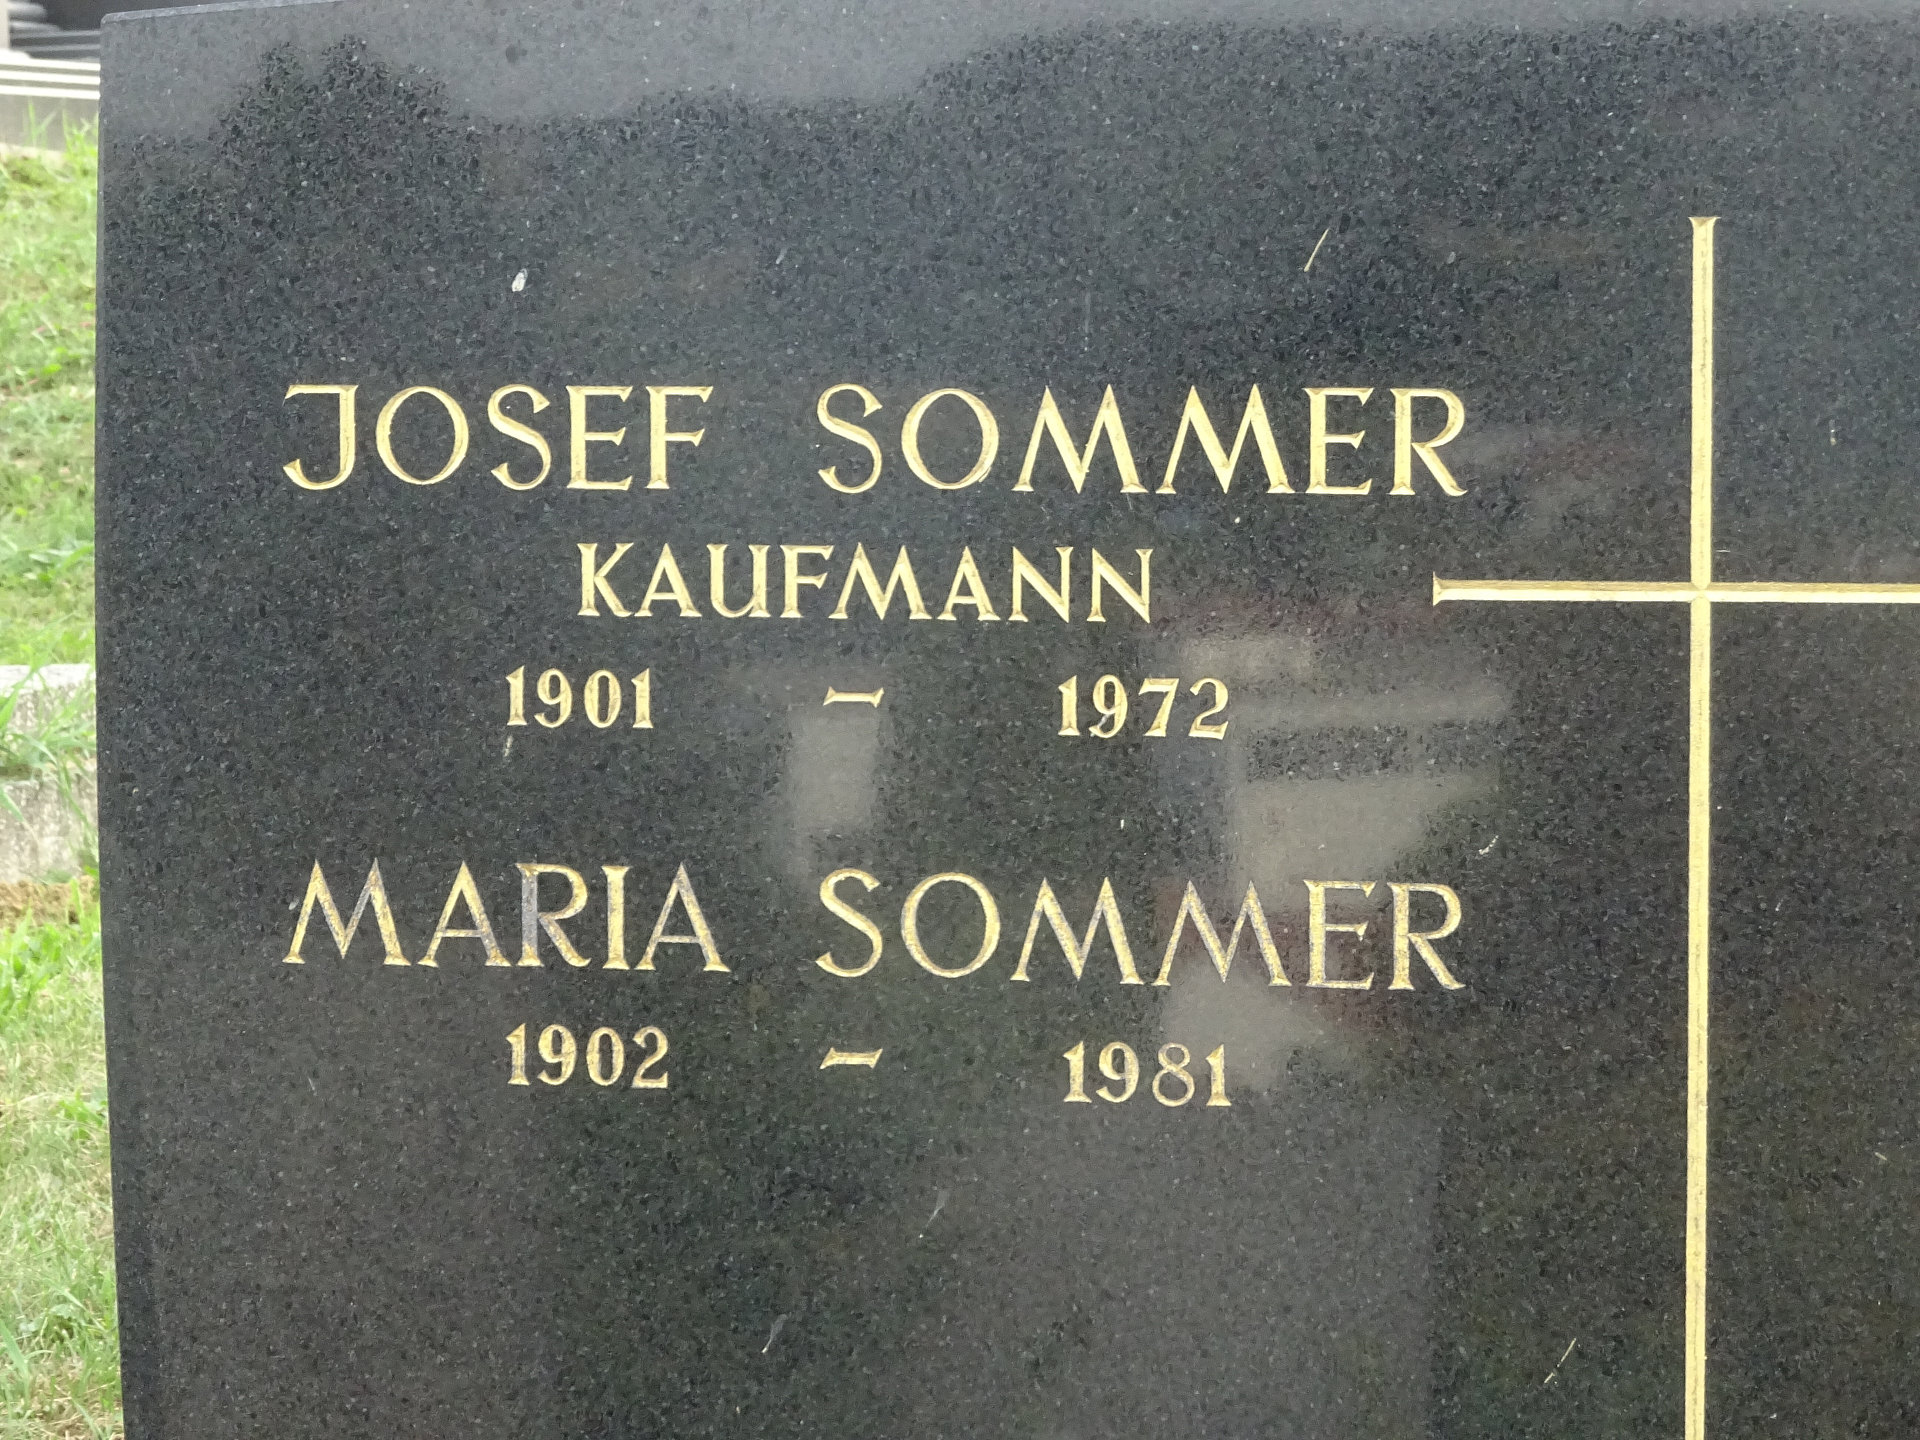 JOSEF SOMMER
KAUFMANN
1901 – 1972
MARIA SOMMER
1902 – 1981